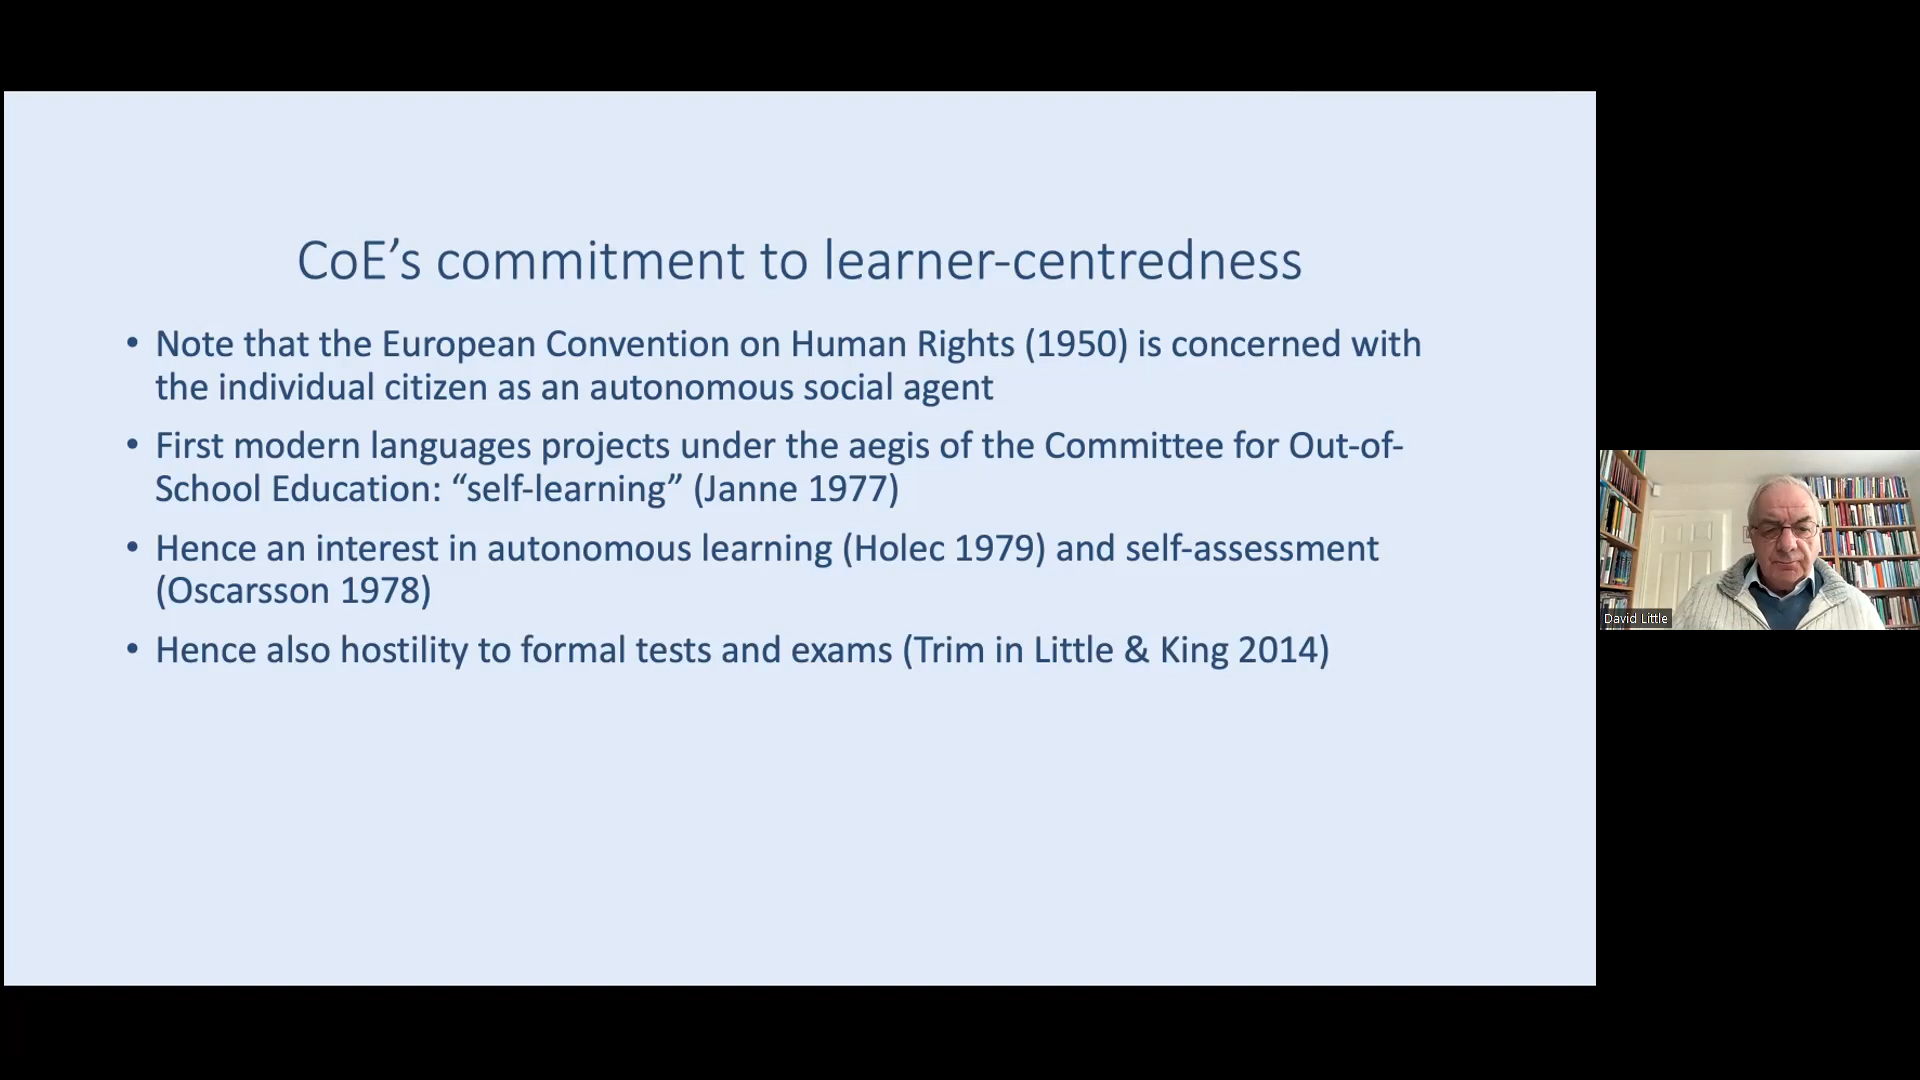 CoE’s commitment to learner-centredness
• Note that the European Convention on Human Rights (1950) is concerned with
the individual citizen as an autonomous social agent
• First modern languages projects under the aegis of the Committee for Out-of-
School Education: “self-learning” (Janne 1977)
• Hence an interest in autonomous learning (Holec 1979) and self-assessment
(Oscarsson 1978)
• Hence also hostility to formal tests and exams (Trim in Little & King 2014)
David Little